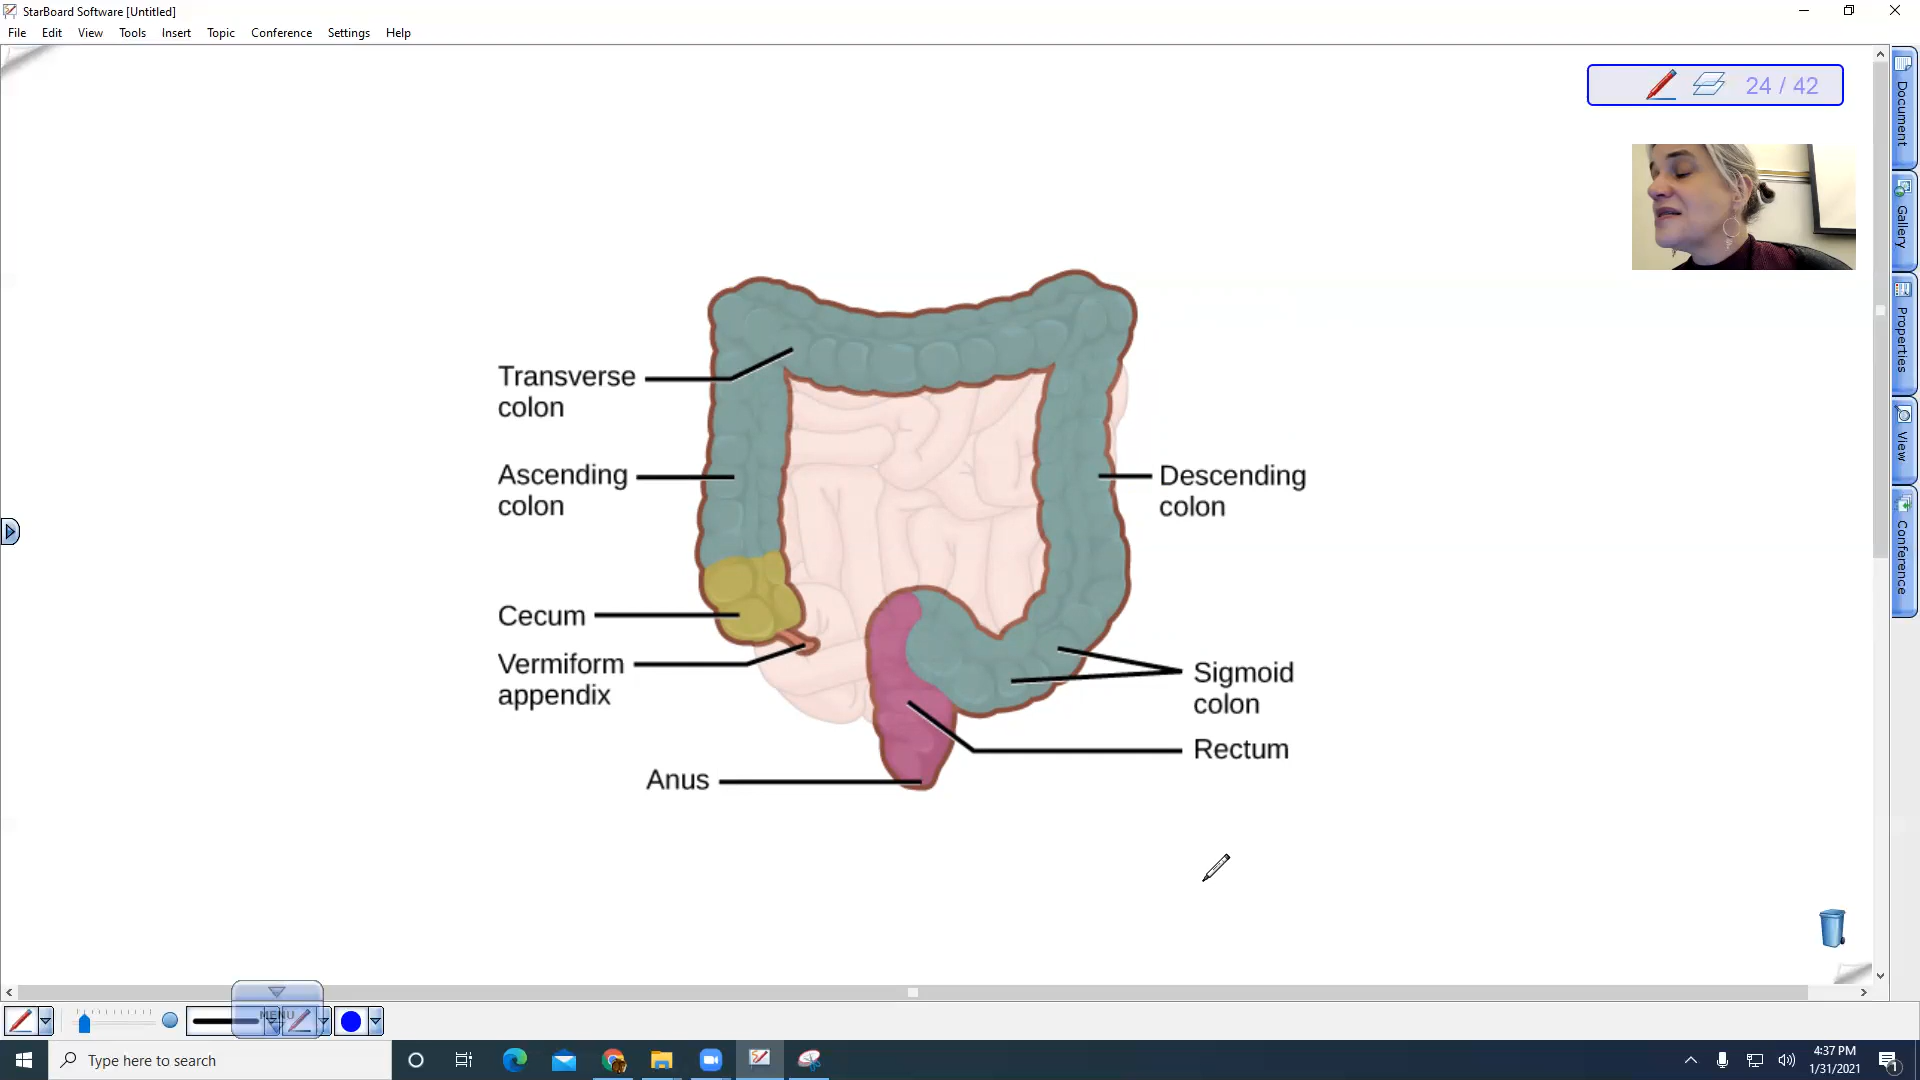 StarBoard Software [Untitled]
File Edit View Tools Insert Topic Conference Settings Help
24 / 42
Document
Gallery
Properties
View
Conference
Transverse
colon
Ascending
colon
Descending
colon
Cecum
Vermiform
appendix
Sigmoid
colon
Rectum
Anus
MENU
Type here to search
4:37 PM
1/31/2021
1